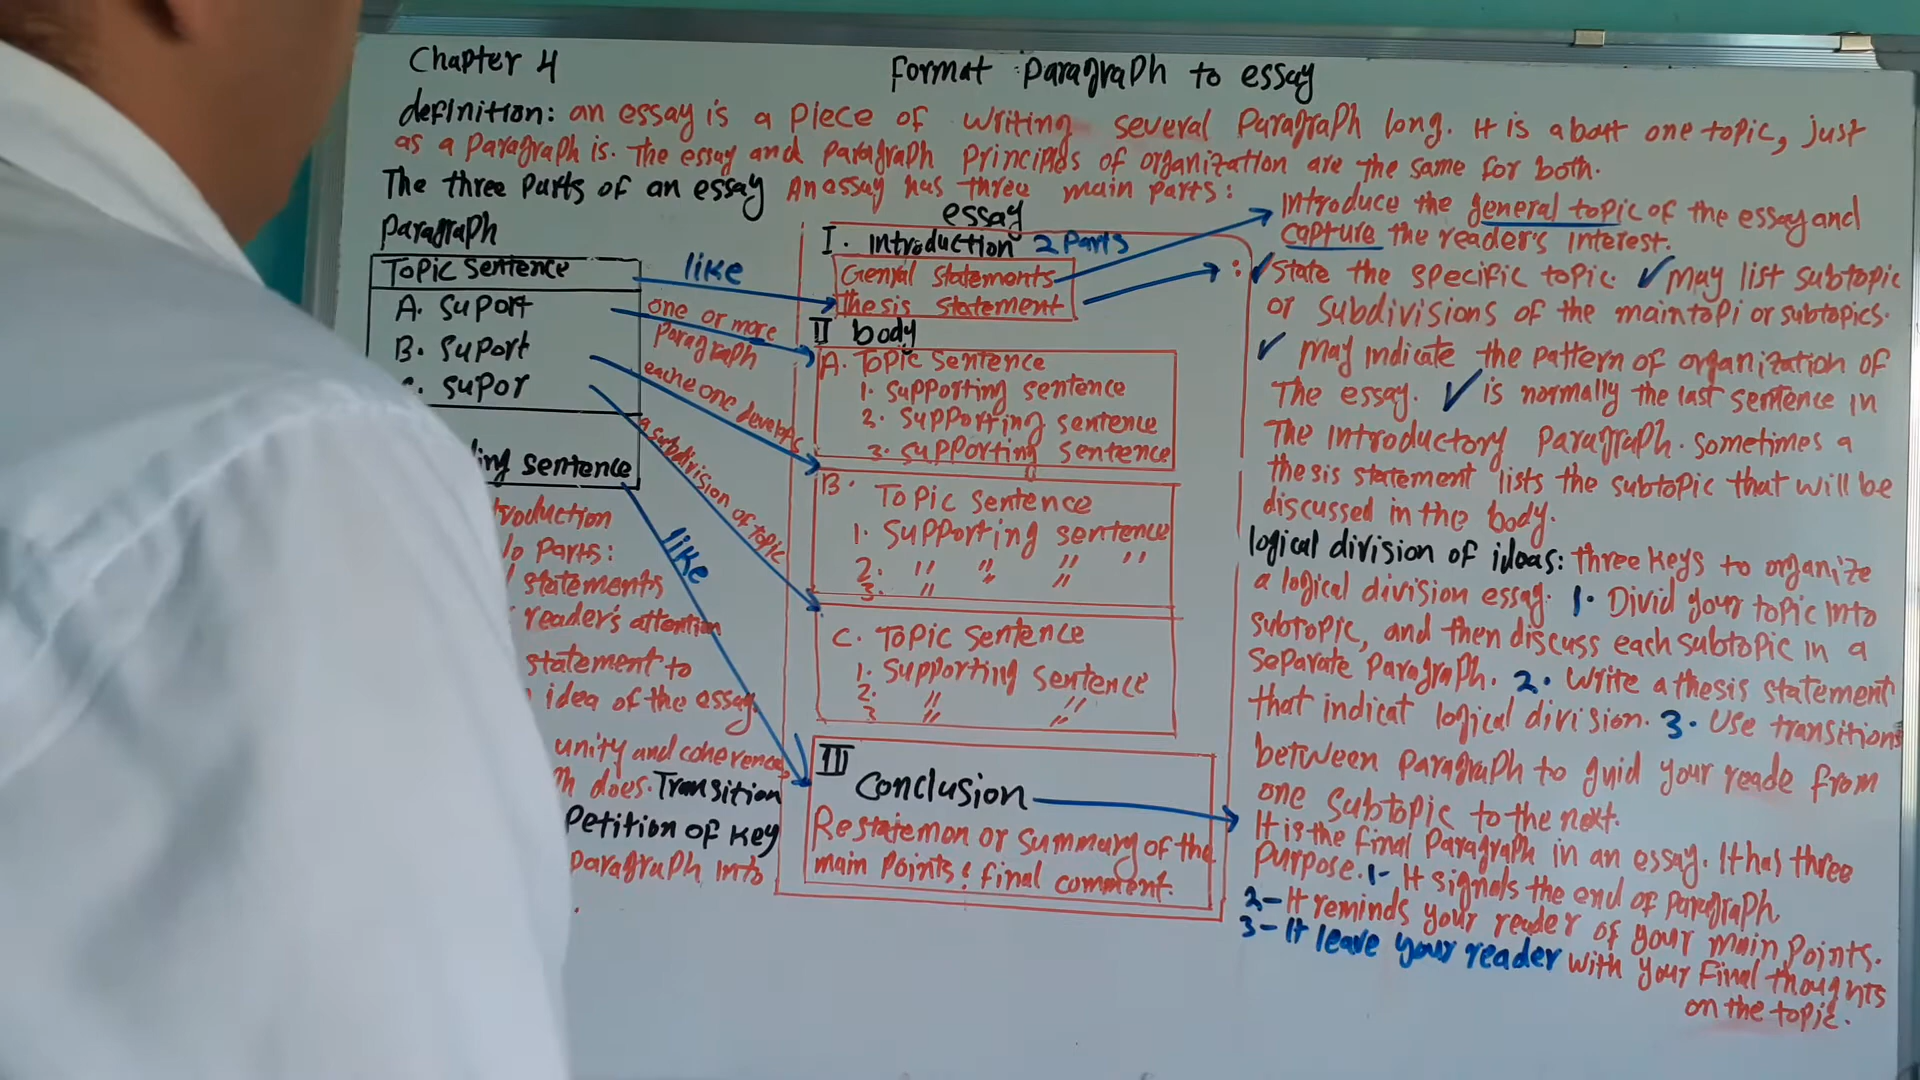 Chapter 4
Format Paragraph to essay
definition: an essay is a piece of writing several Paragraph long. It is abart one topic, just
as a Paragraph is. The essay and Paragraph principles of organization are the same for both.
The three parts of an essay An essay has three main parts:
Paragraph
Topic sentence
A. Suport
B. Suport
supor
ing sentence
like
one or more
Paragraph
each one develops
a subdivision of topic
like
troduction
Parts:
statements
reader's attention
statement to
idea of the essay.
unity and coherence
does. Transition
Petition of Key
paragraph into
essay
I. introduction 2 Parts
Genral statements
thesis statement
II body
A. Topic Sentence
1. supporting sentence
2. Supporting sentence
3. supporting Sentence
B. Topic sentence
1. Supporting sentence
2. " " " "
3. " " "
C. Topic sentence
1. Supporting sentence
2. " "
3 " "
III
Conclusion
Restatemon or summary of the
main points & final comment.
introduce the general topic of the essay and
capture the reader's interest.
: ✓ State the specific topic. ✓ may list subtopic
or subdivisions of the maintopi or subtopics.
✓ may indicate the pattern of organization of
The essay. ✓ is normally the last sentence in
The introductory paragraph. sometimes a
thesis statement lists the subtopic that will be
discussed in the body.
logical division of ideas: three keys to organize
a logical division essay. 1. Divid your topic into
subtopic, and then discuss each subtopic in a
separate paragraph. 2. Write a thesis statement
that indicat logical division. 3. Use transitions
between paragraph to guid your reade from
one Subtopic to the next.
It is the final Paragraph in an essay. It has three
purpose. 1- It signals the end of paragraph
2- It reminds your reader of your main points.
3- It leave your reader with your Final thoughts
on the topic.